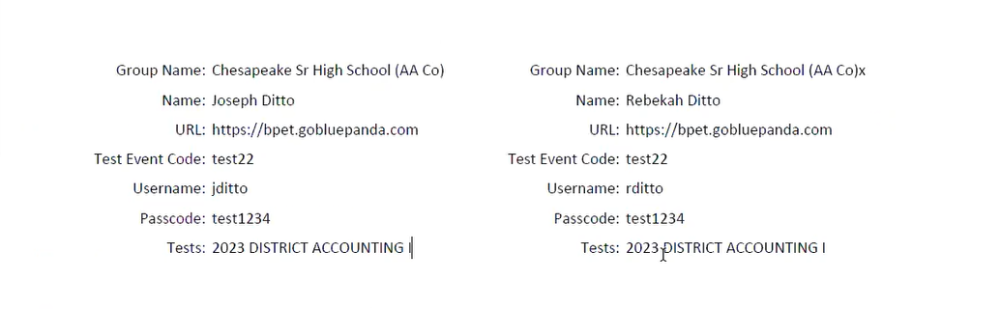 Group Name: Chesapeake Sr High School (AA Co)
Name: Joseph Ditto
URL: https://bpet.gobluepanda.com
Test Event Code: test22
Username: jditto
Passcode: test1234
Tests: 2023 DISTRICT ACCOUNTING I
Group Name: Chesapeake Sr High School (AA Co)x
Name: Rebekah Ditto
URL: https://bpet.gobluepanda.com
Test Event Code: test22
Username: rditto
Passcode: test1234
Tests: 2023 DISTRICT ACCOUNTING I